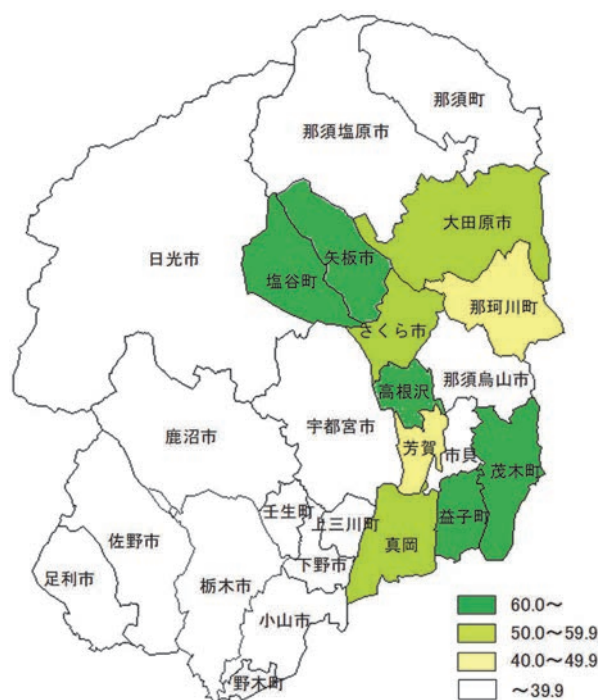 那須町
那須塩原市
大田原市
日光市
矢板市
塩谷町
那珂川町
さくら市
那須烏山市
高根沢
宇都宮市
鹿沼市
芳賀
市貝
茂木町
壬生町
上三川町
益子町
佐野市
真岡
下野市
足利市
栃木市
小山市
野木町
60.0～
50.0～59.9
40.0～49.9
～39.9